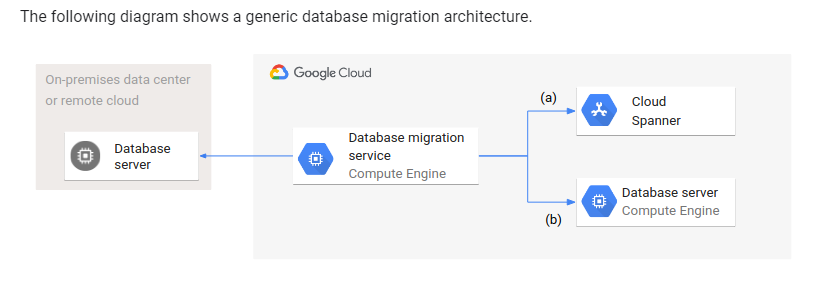 The following diagram shows a generic database migration architecture.
On-premises data center
or remote cloud
Database
server
Google Cloud
Database migration
service
Compute Engine
(a)
Cloud
Spanner
Database server
Compute Engine
(b)